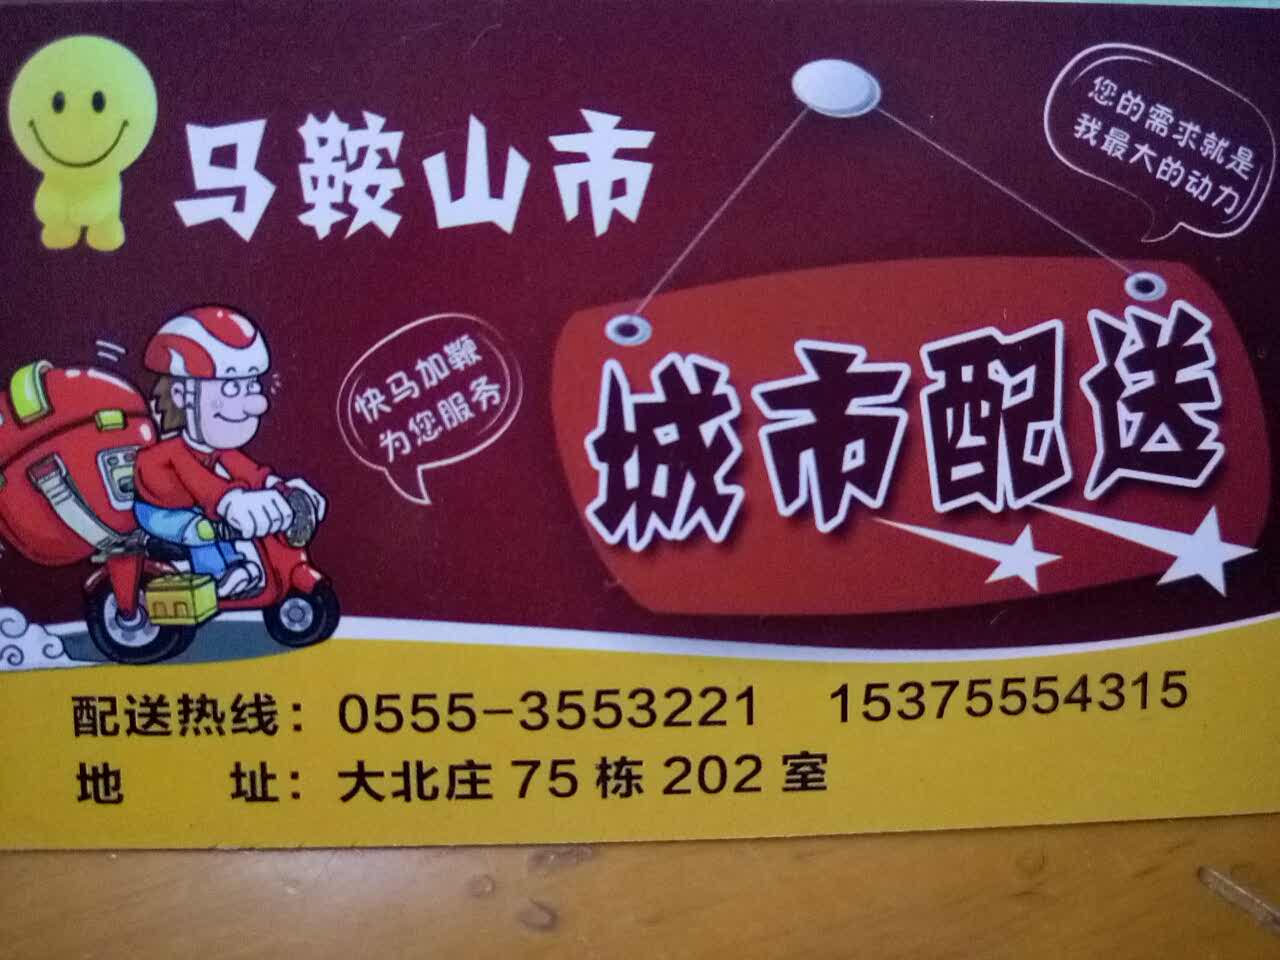 马鞍山市
您的需求就是
我最大的动力
快马加鞭
为您服务
城市配送
配送热线：0555-3553221 15375554315
地 址：大北庄75栋202室